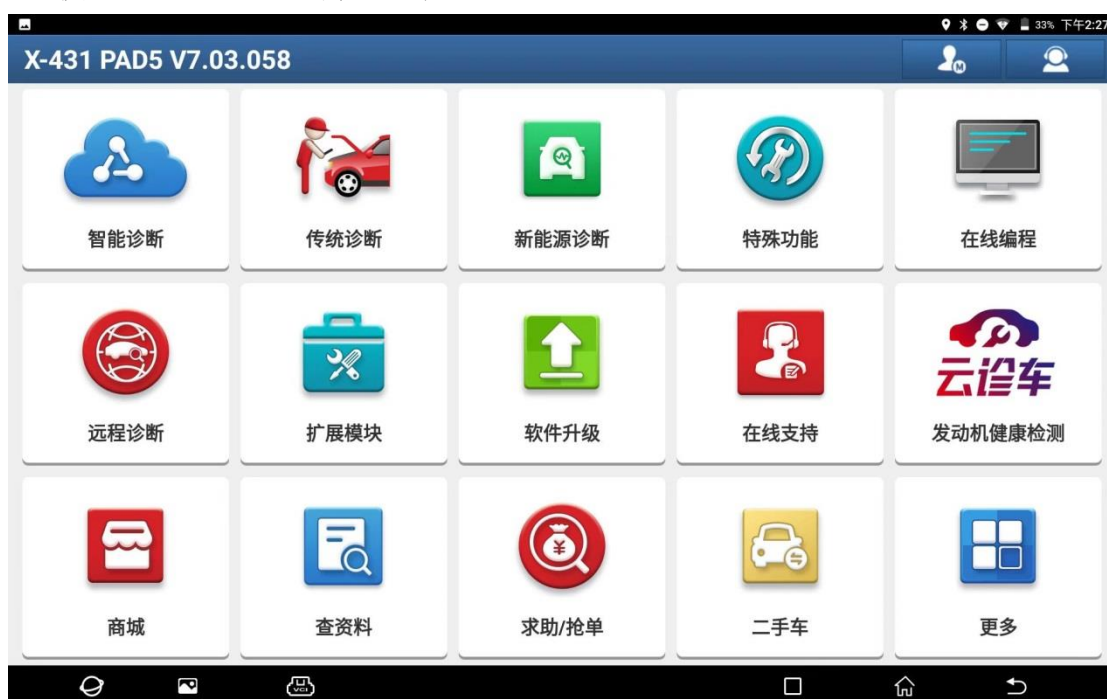 33% 下午2:27
X-431 PAD5 V7.03.058
M
智能诊断
传统诊断
新能源诊断
特殊功能
在线编程
云诊车
远程诊断
扩展模块
软件升级
在线支持
发动机健康检测
¥
商城
查资料
求助/抢单
二手车
更多
VCI